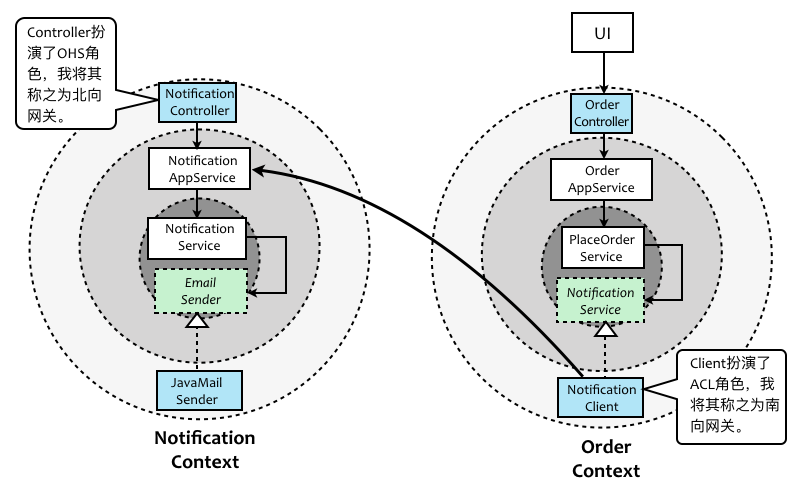 Controller扮
演了OHS角
色，我将其
称之为北向
网关。
Notification
Controller
Notification
AppService
Notification
Service
Email
Sender
JavaMail
Sender
Notification
Context
UI
Order
Controller
Order
AppService
PlaceOrder
Service
Notification
Service
Notification
Client
Client扮演了
ACL角色，我
将其称之为南
向网关。
Order
Context